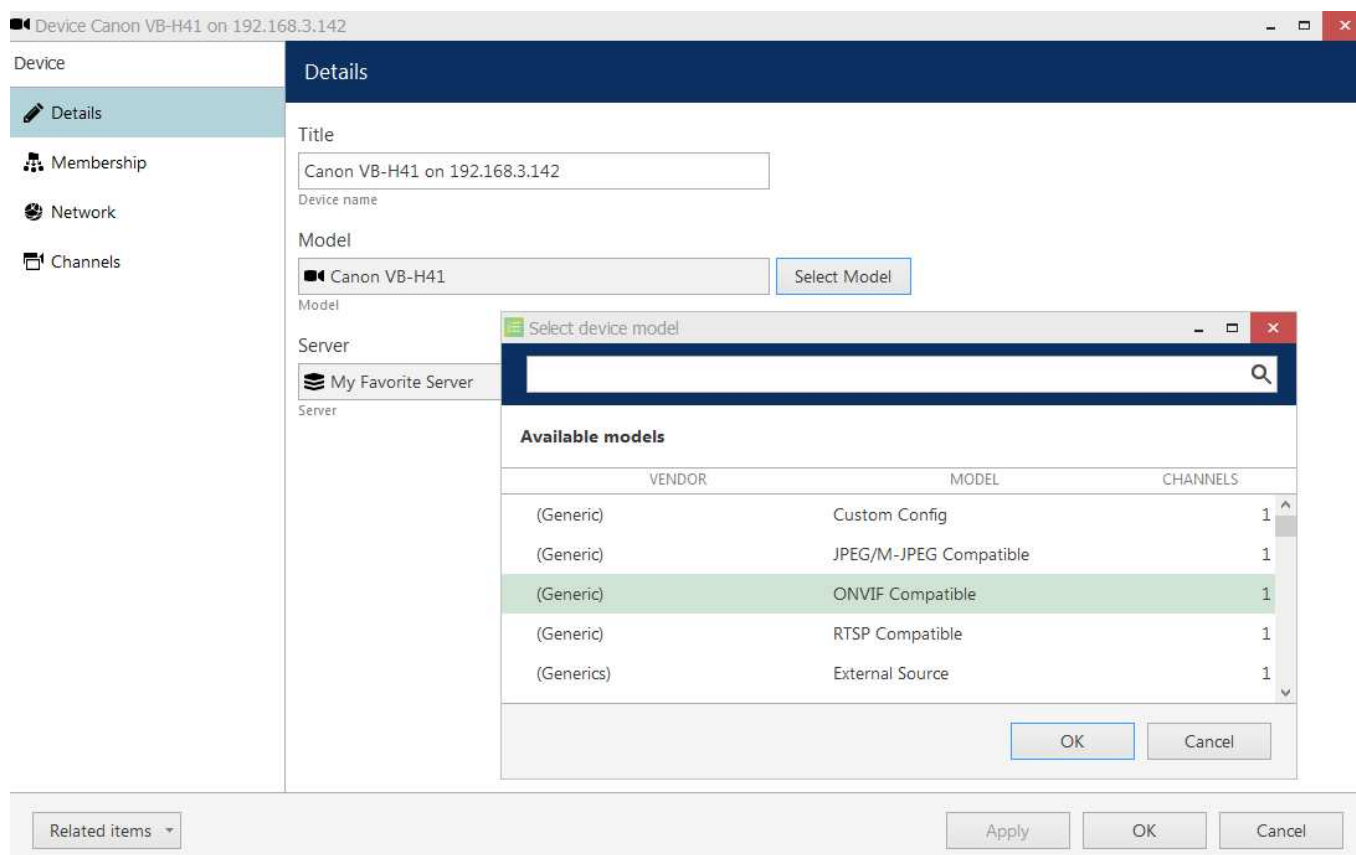 Device Canon VB-H41 on 192.168.3.142
Device
Details
Membership
Network
Channels
Details
Title
Canon VB-H41 on 192.168.3.142
Device name
Model
Canon VB-H41
Select Model
Model
Server
My Favorite Server
Server
Select device model
Available models
VENDOR MODEL CHANNELS
(Generic) Custom Config 1
(Generic) JPEG/M-JPEG Compatible 1
(Generic) ONVIF Compatible 1
(Generic) RTSP Compatible 1
(Generics) External Source 1
OK Cancel
Related items Apply OK Cancel